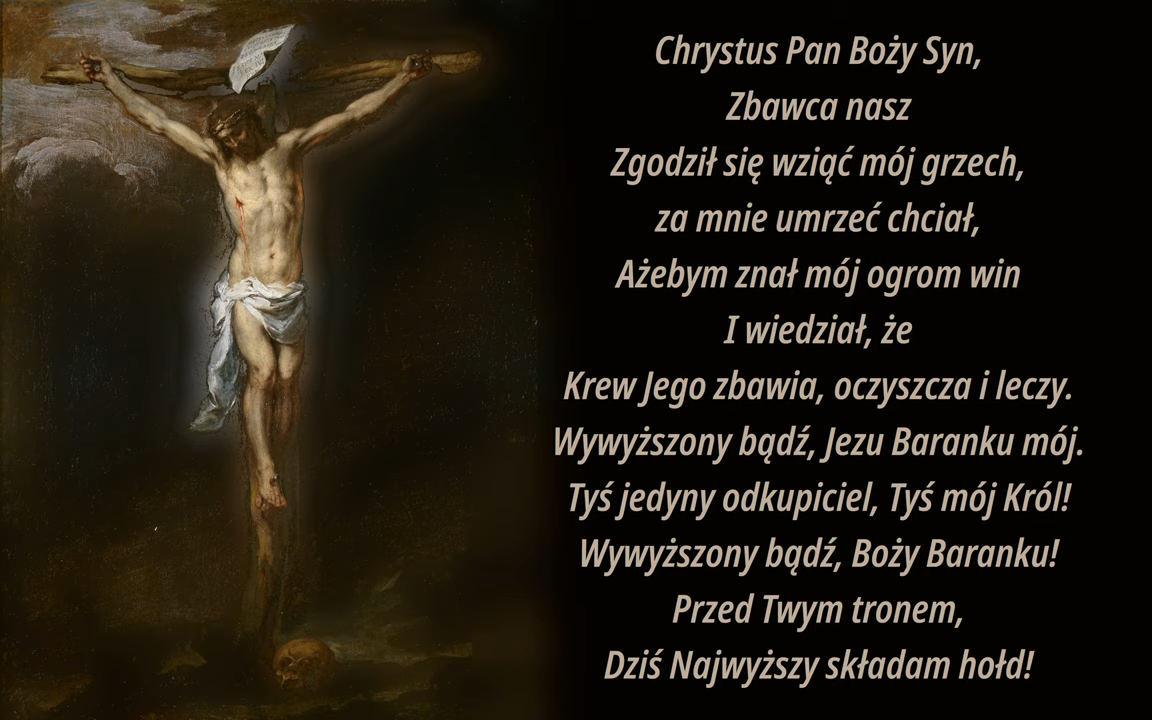 Chrystus Pan Boży Syn,
Zbawca nasz
Zgodził się wziąć mój grzech,
za mnie umrzeć chciał,
Ażebym znał mój ogrom win
I wiedział, że
Krew Jego zbawia, oczyszcza i leczy.
Wywyższony bądź, Jezu Baranku mój.
Tyś jedyny odkupiciel, Tyś mój Król!
Wywyższony bądź, Boży Baranku!
Przed Twym tronem,
Dziś Najwyższy składam hołd!